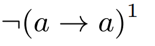 ¬(a → a)¹